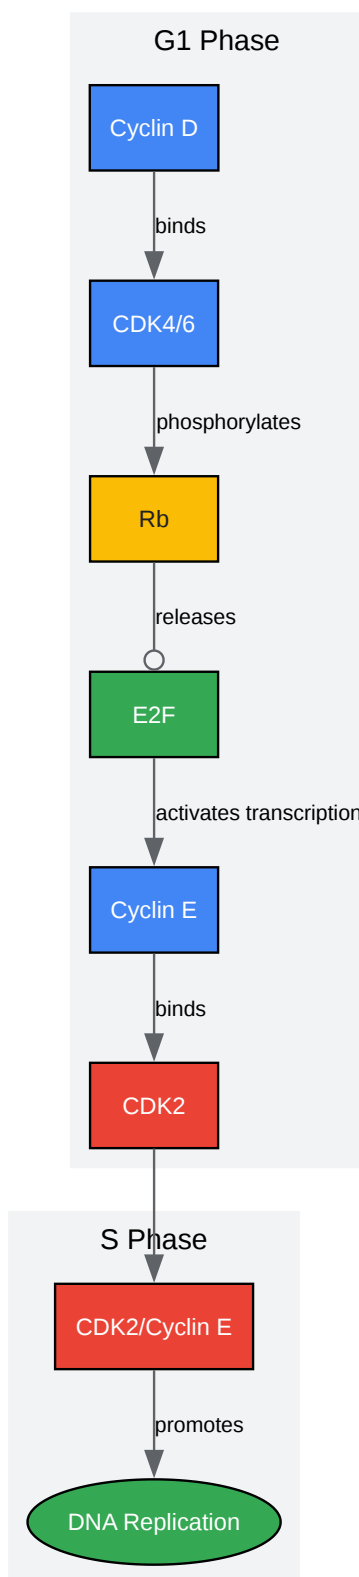 G1 Phase
Cyclin D
binds
CDK4/6
phosphorylates
Rb
releases
E2F
activates transcription
Cyclin E
binds
CDK2
S Phase
CDK2/Cyclin E
promotes
DNA Replication